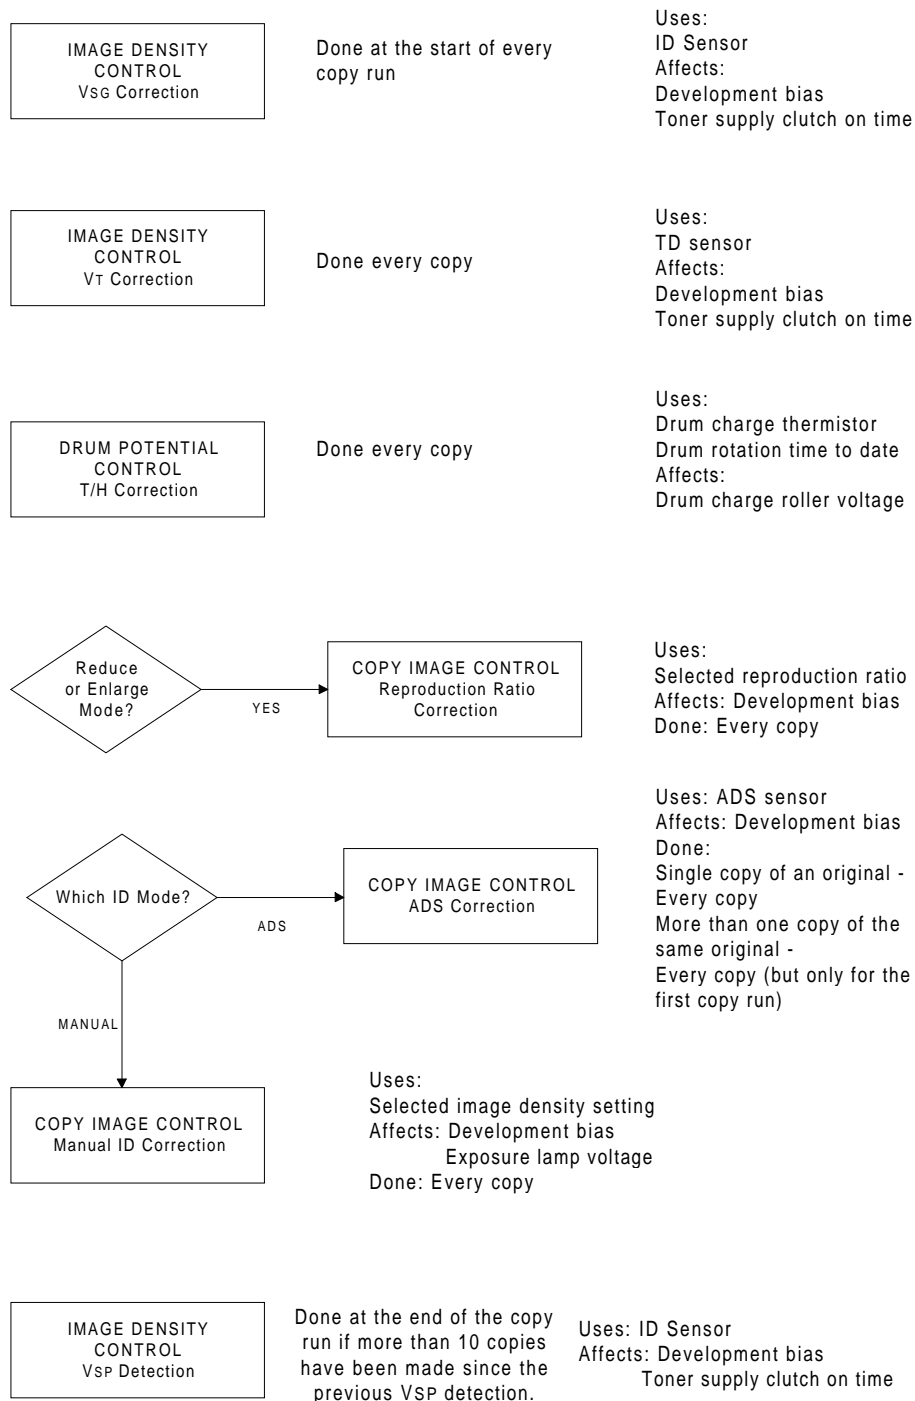 IMAGE DENSITY
CONTROL
VSG Correction
Done at the start of every
copy run
Uses:
ID Sensor
Affects:
Development bias
Toner supply clutch on time
IMAGE DENSITY
CONTROL
VT Correction
Done every copy
Uses:
TD sensor
Affects:
Development bias
Toner supply clutch on time
DRUM POTENTIAL
CONTROL
T/H Correction
Done every copy
Uses:
Drum charge thermistor
Drum rotation time to date
Affects:
Drum charge roller voltage
Reduce
or Enlarge
Mode?
YES
COPY IMAGE CONTROL
Reproduction Ratio
Correction
Uses:
Selected reproduction ratio
Affects: Development bias
Done: Every copy
Which ID Mode?
ADS
COPY IMAGE CONTROL
ADS Correction
Uses: ADS sensor
Affects: Development bias
Done:
Single copy of an original -
Every copy
More than one copy of the
same original -
Every copy (but only for the
first copy run)
MANUAL
COPY IMAGE CONTROL
Manual ID Correction
Uses:
Selected image density setting
Affects: Development bias
Exposure lamp voltage
Done: Every copy
IMAGE DENSITY
CONTROL
VSP Detection
Done at the end of the copy
run if more than 10 copies
have been made since the
previous VSP detection.
Uses: ID Sensor
Affects: Development bias
Toner supply clutch on time